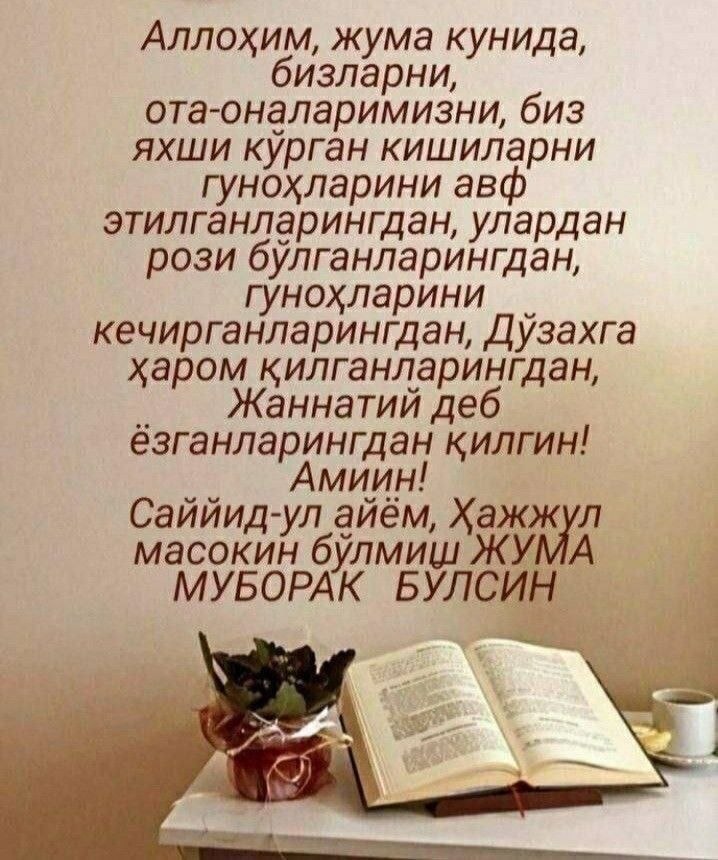 Аллоҳим, жума кунида,
бизларни,
ота-оналаримизни, биз
яхши кўрган кишиларни
гуноҳларини авф
этилганларингдан, улардан
рози бўлганларингдан,
гуноҳларини
кечирганларингдан, Дўзахга
ҳаром қилганларингдан,
Жаннатий деб
ёзганларингдан қилгин!
Амиин!
Саййид-ул айём, Ҳажжул
масокин бўлмиш ЖУМА
МУБОРАК БЎЛСИН